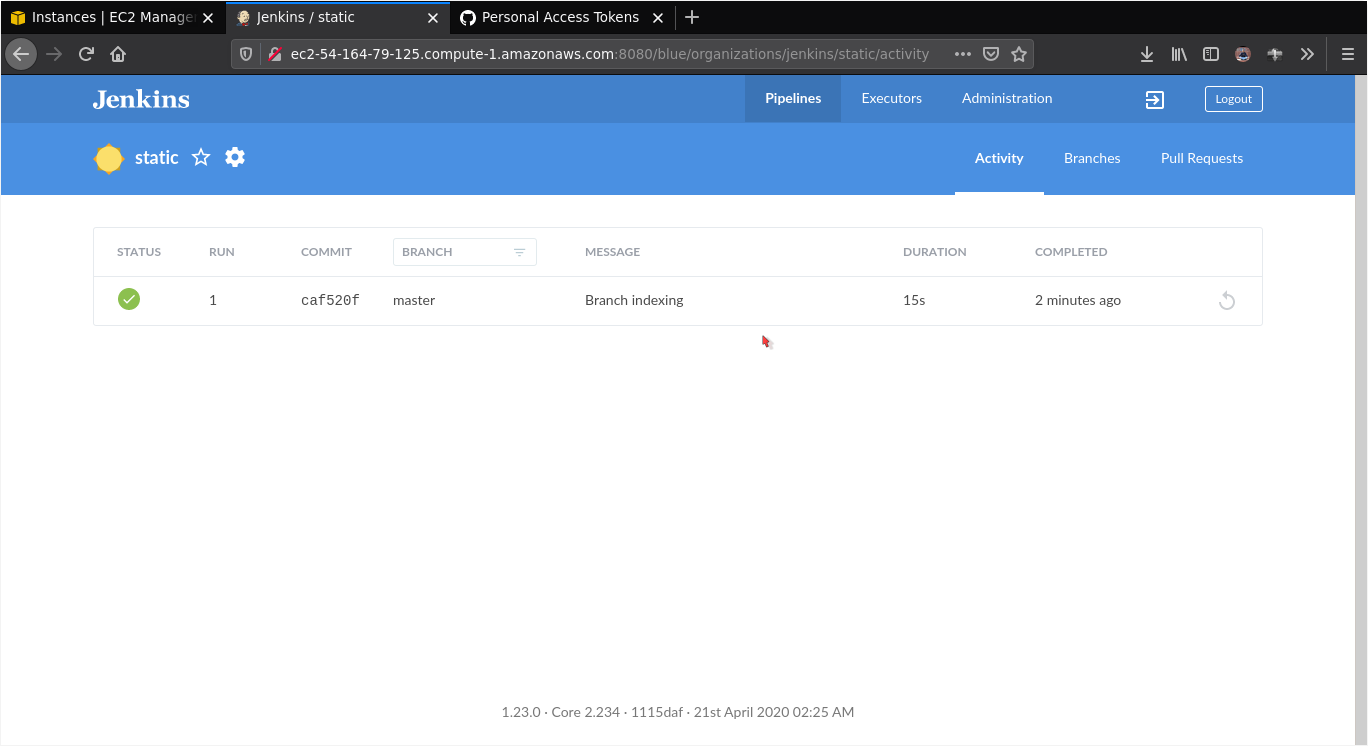 Instances | EC2 Manage
Jenkins / static
Personal Access Tokens
ec2-54-164-79-125.compute-1.amazonaws.com:8080/blue/organizations/jenkins/static/activity
Jenkins
Pipelines
Executors
Administration
Logout
static
Activity
Branches
Pull Requests
STATUS RUN COMMIT BRANCH MESSAGE DURATION COMPLETED
1 caf520f master Branch indexing 15s 2 minutes ago
1.23.0 · Core 2.234 · 1115daf · 21st April 2020 02:25 AM